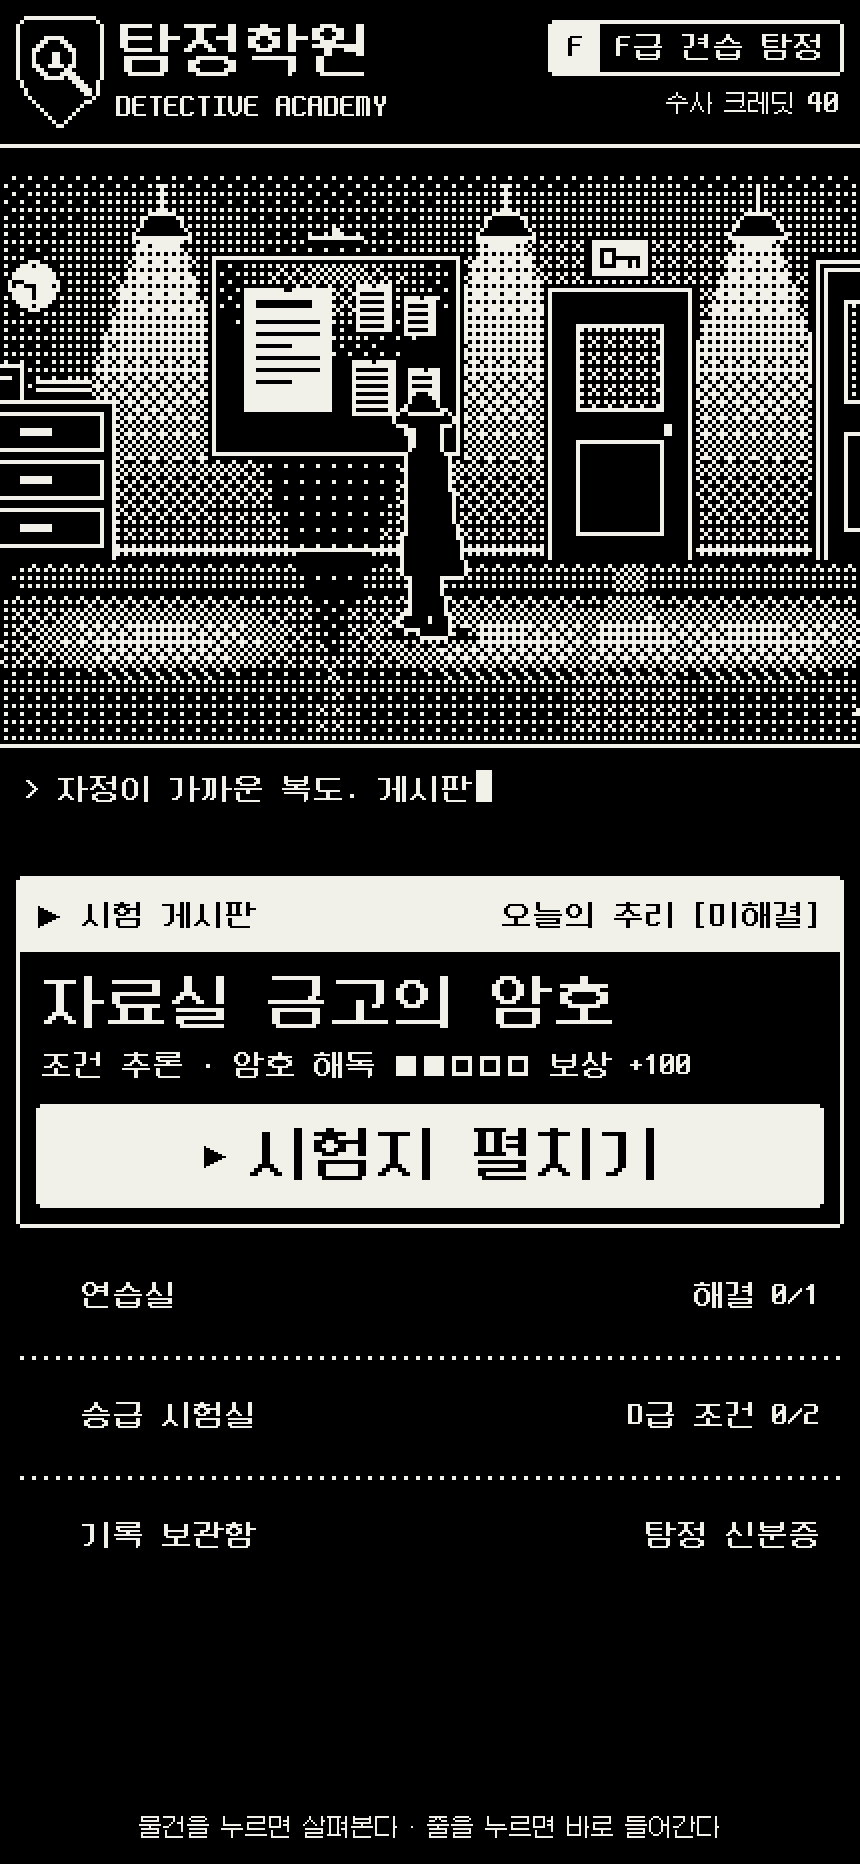 탐정학원
DETECTIVE ACADEMY
F F급 견습 탐정
수사 크레딧 40
> 자정이 가까운 복도. 게시판
▶ 시험 게시판 오늘의 추리 [미해결]
자료실 금고의 암호
조건 추론 · 암호 해독 ■■□□□ 보상 +100
▶ 시험지 펼치기
연습실 해결 0/1
승급 시험실 D급 조건 0/2
기록 보관함 탐정 신분증
물건을 누르면 살펴본다 · 줄을 누르면 바로 들어간다